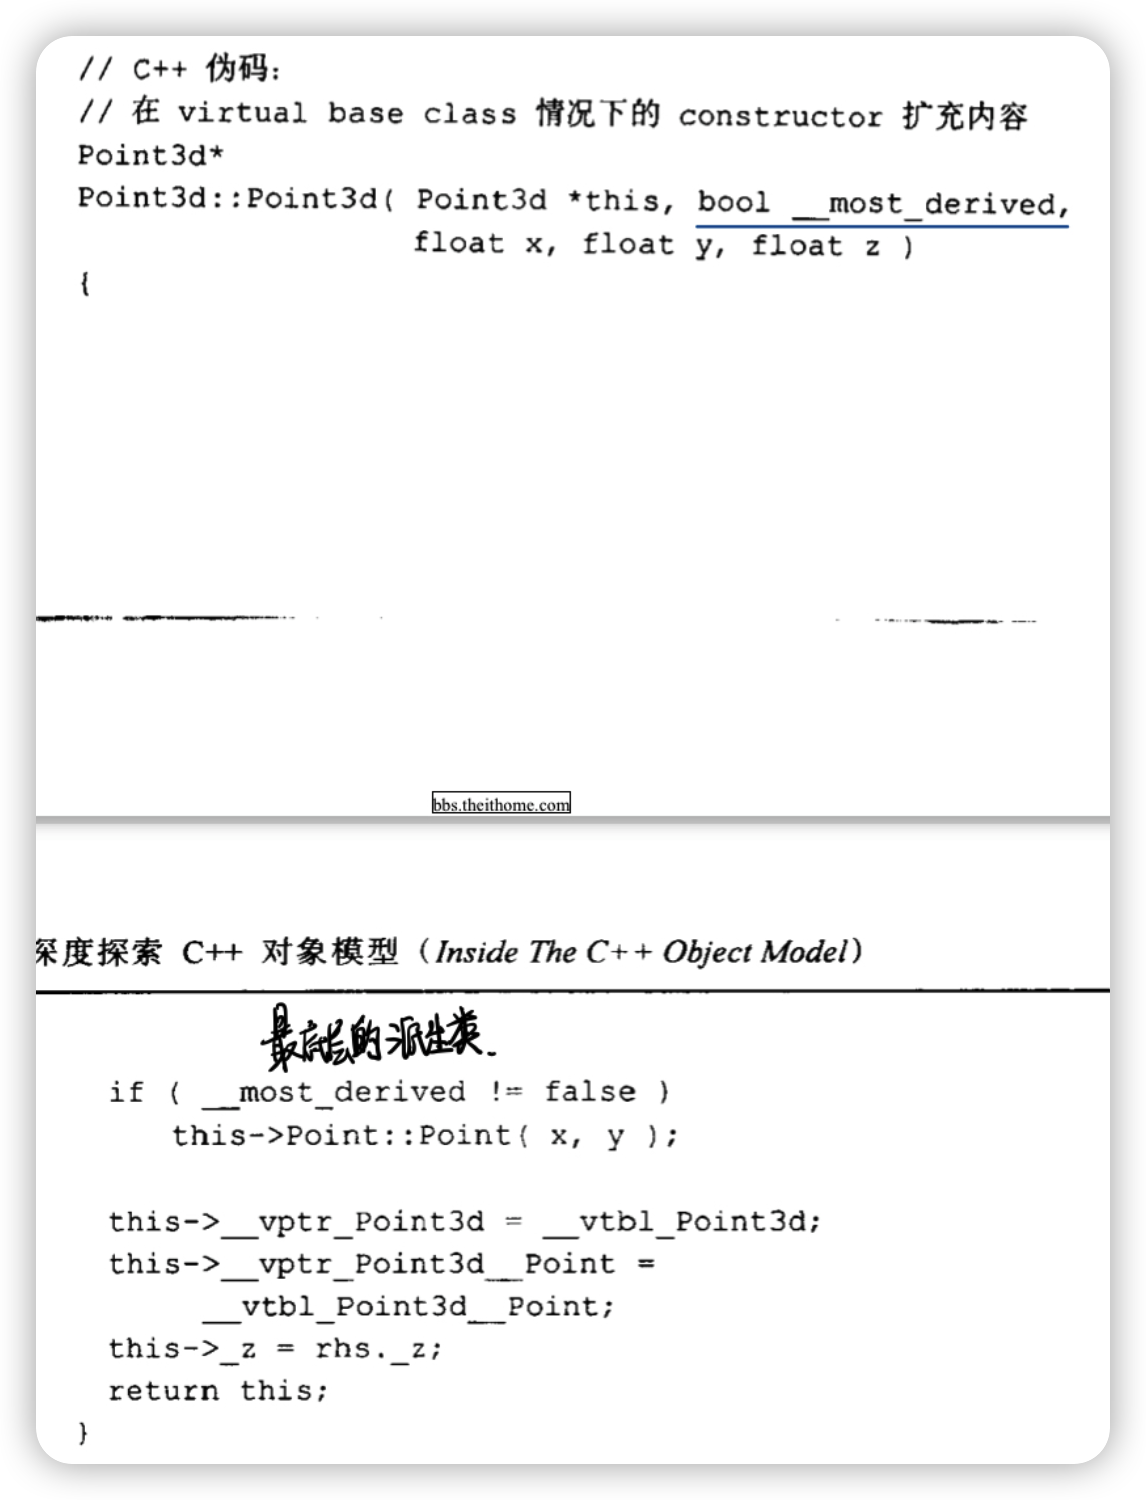 // C++ 伪码:
// 在 virtual base class 情况下的 constructor 扩充内容
Point3d*
Point3d::Point3d( Point3d *this, bool __most_derived,
float x, float y, float z )
{
bbs.theithome.com
深度探索 C++ 对象模型（Inside The C++ Object Model）
最底层的派生类.
if ( __most_derived != false )
this->Point::Point( x, y );
this->__vptr_Point3d = __vtbl_Point3d;
this->__vptr_Point3d__Point =
__vtbl_Point3d__Point;
this->_z = rhs._z;
return this;
}